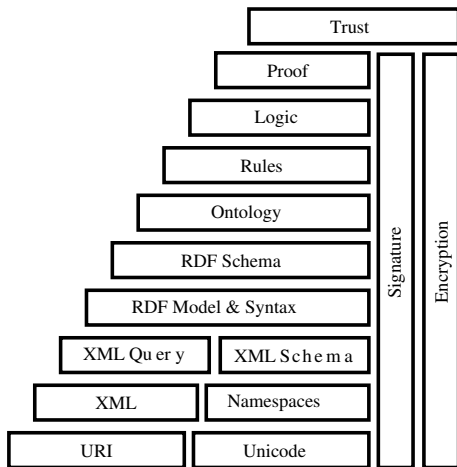 Trust
Proof
Logic
Rules
Ontology
RDF Schema
RDF Model & Syntax
XML Query
XML Schema
XML
Namespaces
URI
Unicode
Signature
Encryption